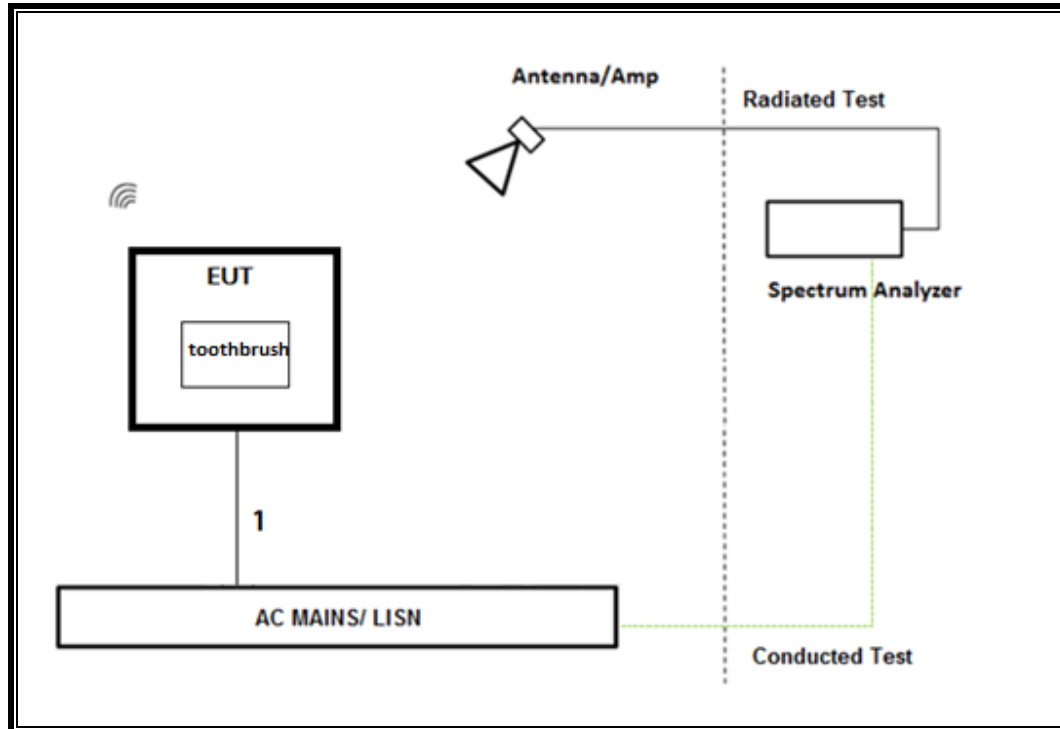 Antenna/Amp
Radiated Test
EUT
toothbrush
Spectrum Analyzer
1
AC MAINS/ LISN
Conducted Test